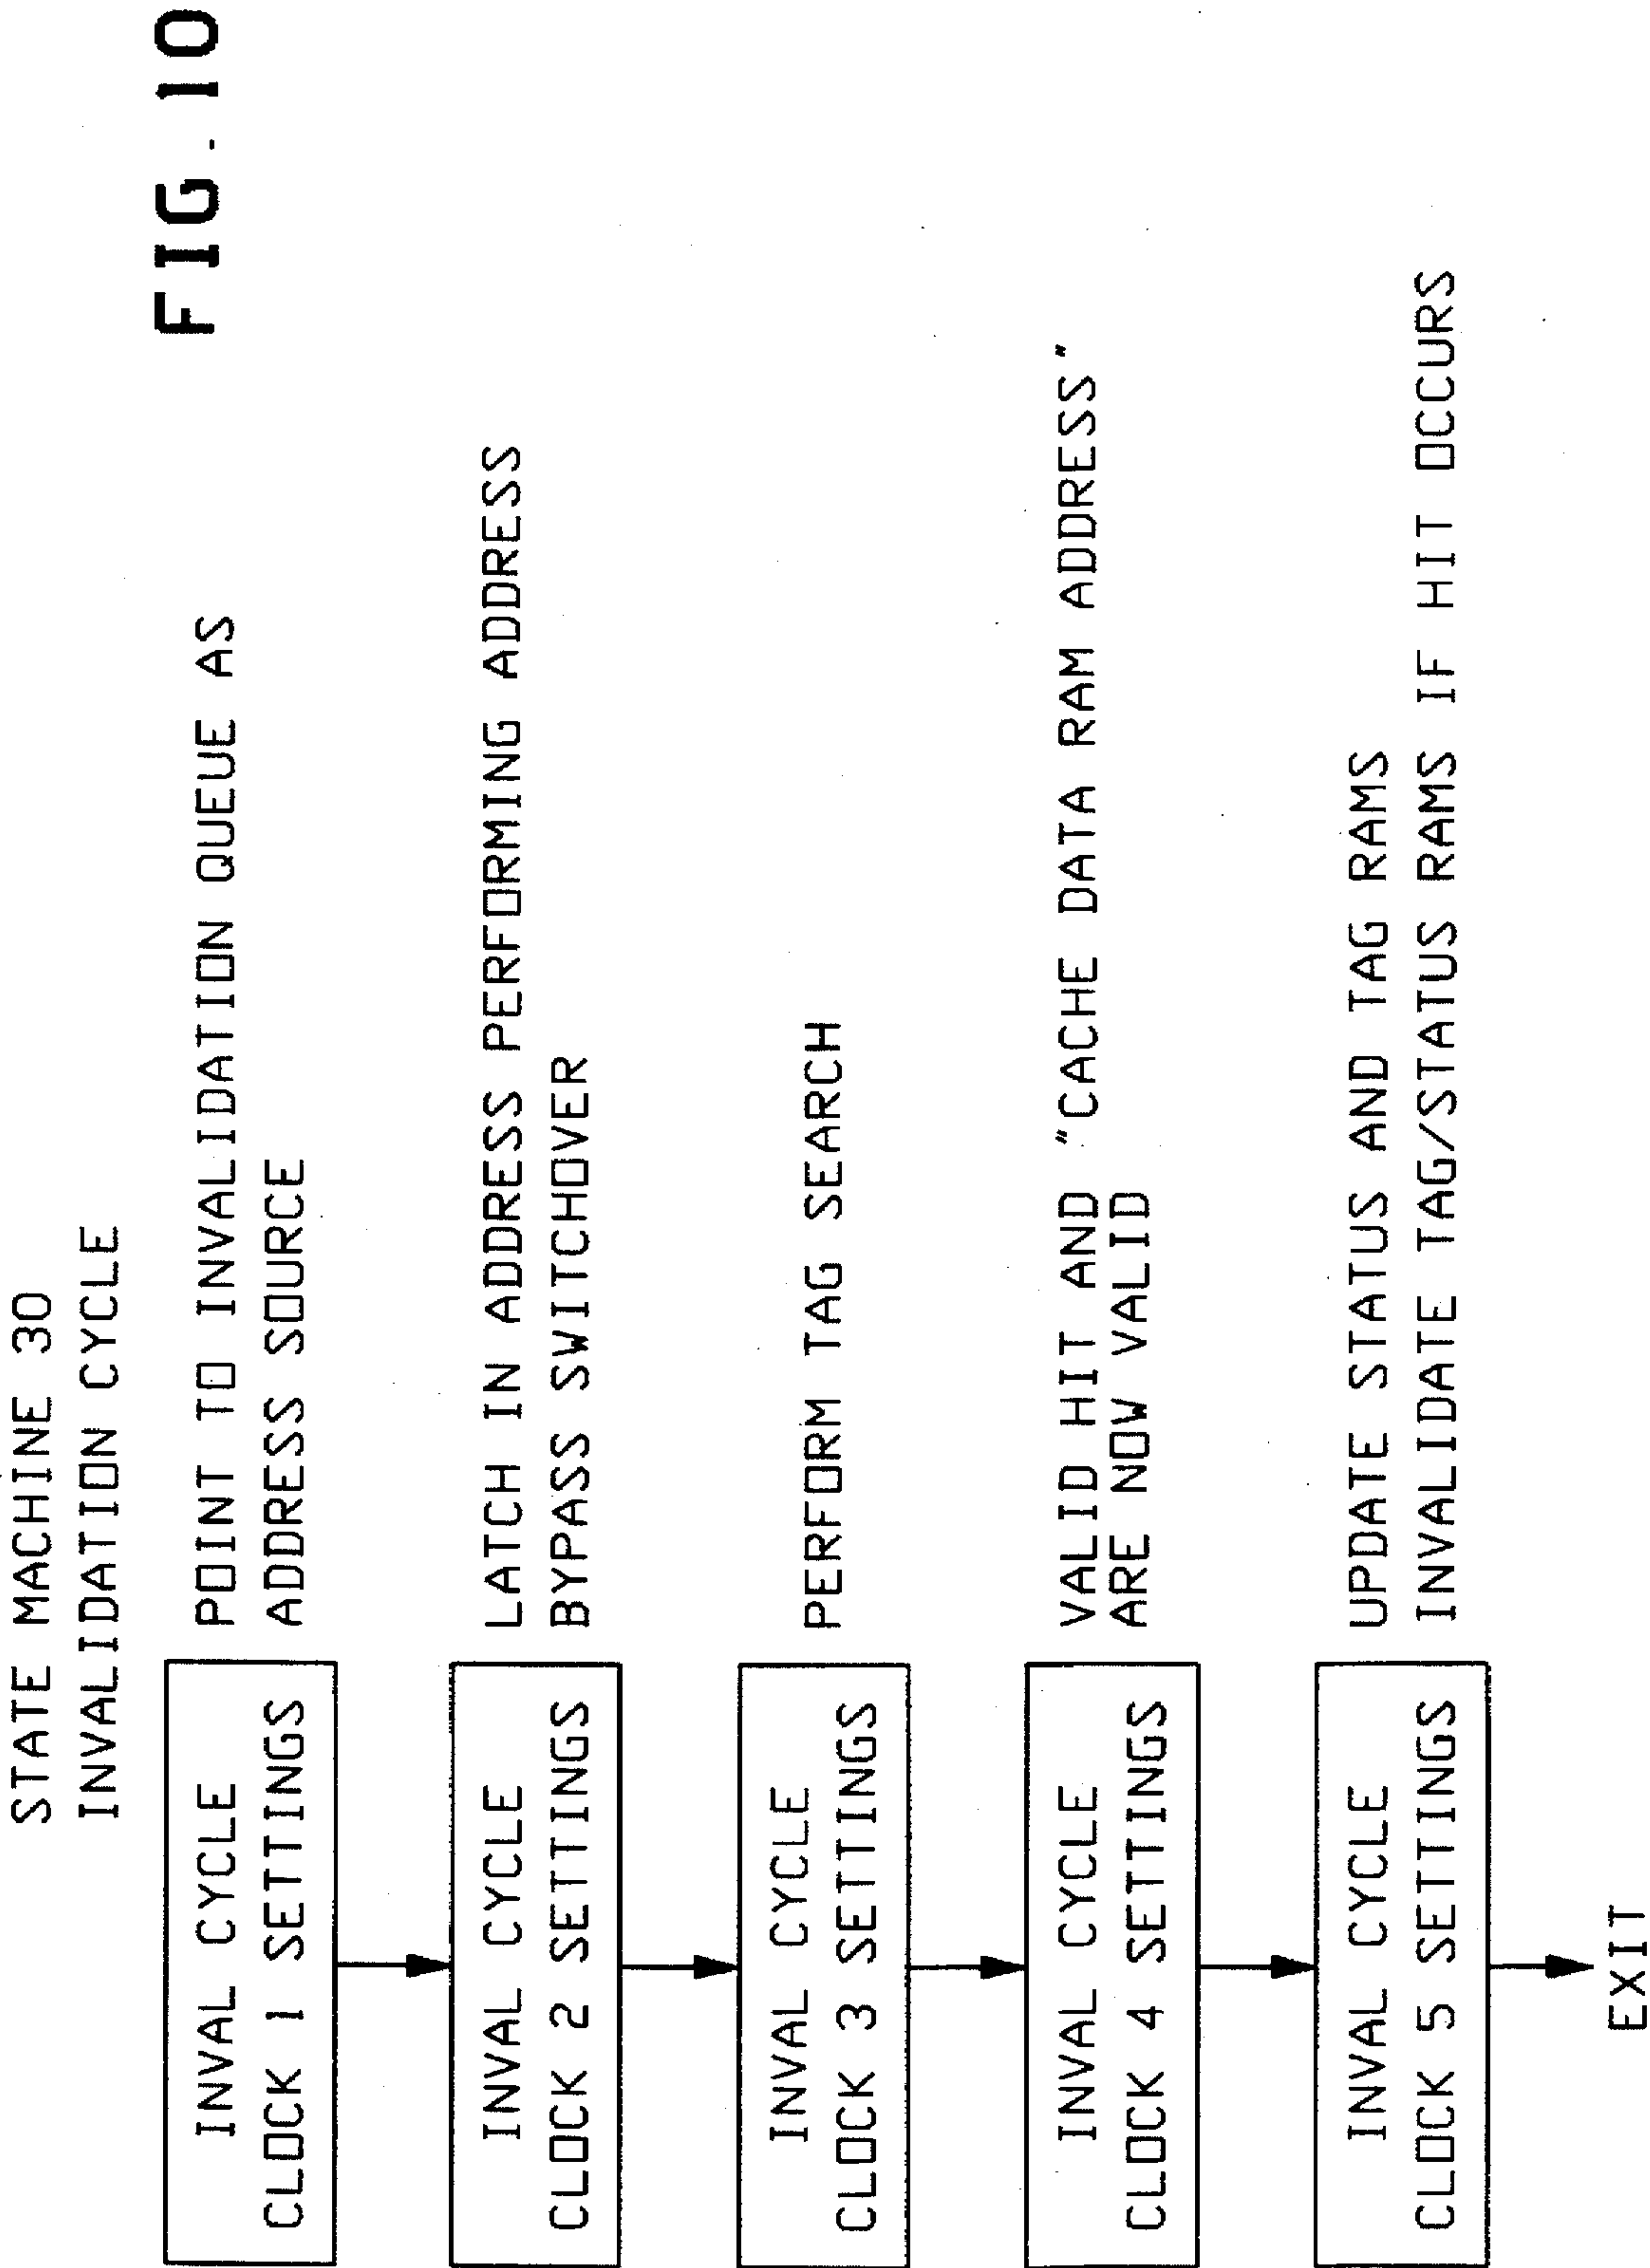 STATE MACHINE 30
INVALIDATION CYCLE
FIG. 10
INVAL CYCLE
CLOCK 1 SETTINGS
POINT TO INVALIDATION QUEUE AS
ADDRESS SOURCE
INVAL CYCLE
CLOCK 2 SETTINGS
LATCH IN ADDRESS PERFORMING ADDRESS
BYPASS SWITCHOVER
INVAL CYCLE
CLOCK 3 SETTINGS
PERFORM TAG SEARCH
INVAL CYCLE
CLOCK 4 SETTINGS
VALID HIT AND "CACHE DATA RAM ADDRESS"
ARE NOW VALID
INVAL CYCLE
CLOCK 5 SETTINGS
UPDATE STATUS AND TAG RAMS
INVALIDATE TAG/STATUS RAMS IF HIT OCCURS
EXIT